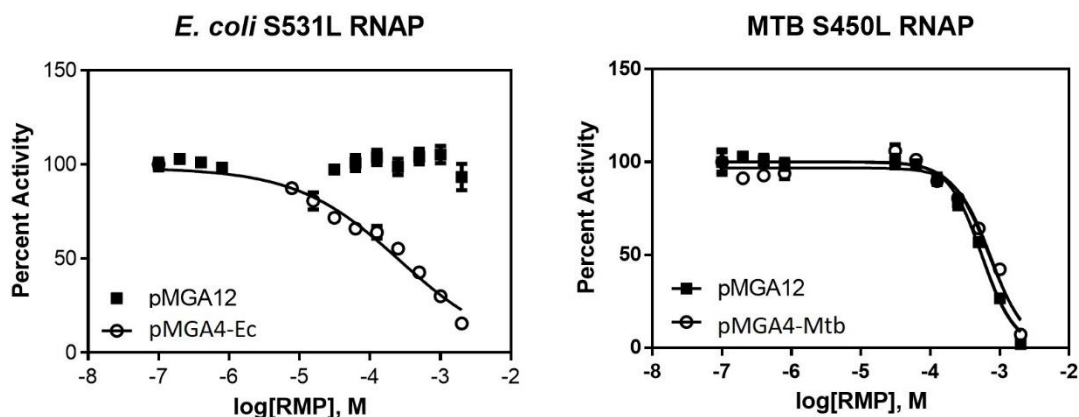 E. coli S531L RNAP
150
100
50
0
Percent Activity
pMGA12
pMGA4-Ec
-8 -7 -6 -5 -4 -3 -2
log[RMP], M
MTB S450L RNAP
150
100
50
0
Percent Activity
pMGA12
pMGA4-Mtb
-8 -7 -6 -5 -4 -3 -2 -1
log[RMP], M